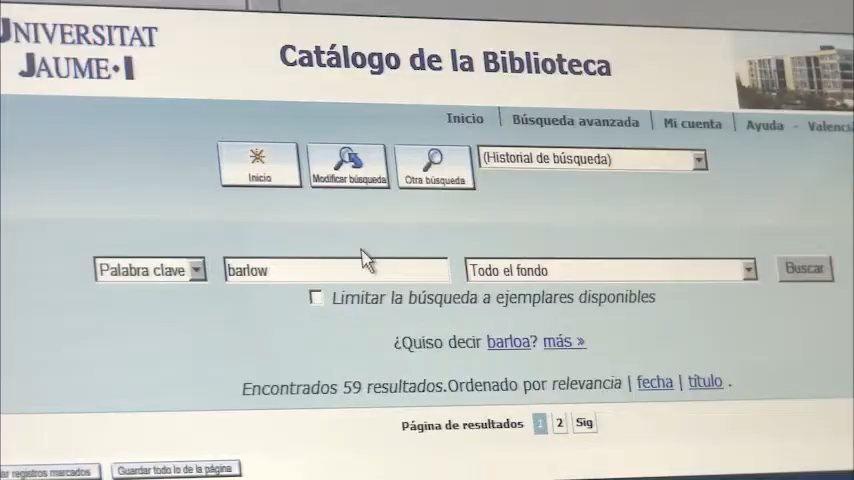 UNIVERSITAT
JAUME·I
Catálogo de la Biblioteca
Inicio | Búsqueda avanzada | Mi cuenta | Ayuda -
Inicio
Modificar búsqueda
Otra búsqueda
(Historial de búsqueda)
Palabra clave
barlow
Todo el fondo
Buscar
Limitar la búsqueda a ejemplares disponibles
¿Quiso decir barloa? más »
Encontrados 59 resultados.Ordenado por relevancia | fecha | título .
Página de resultados 1 2 Sig
registros marcados
Guardar todo lo de la página